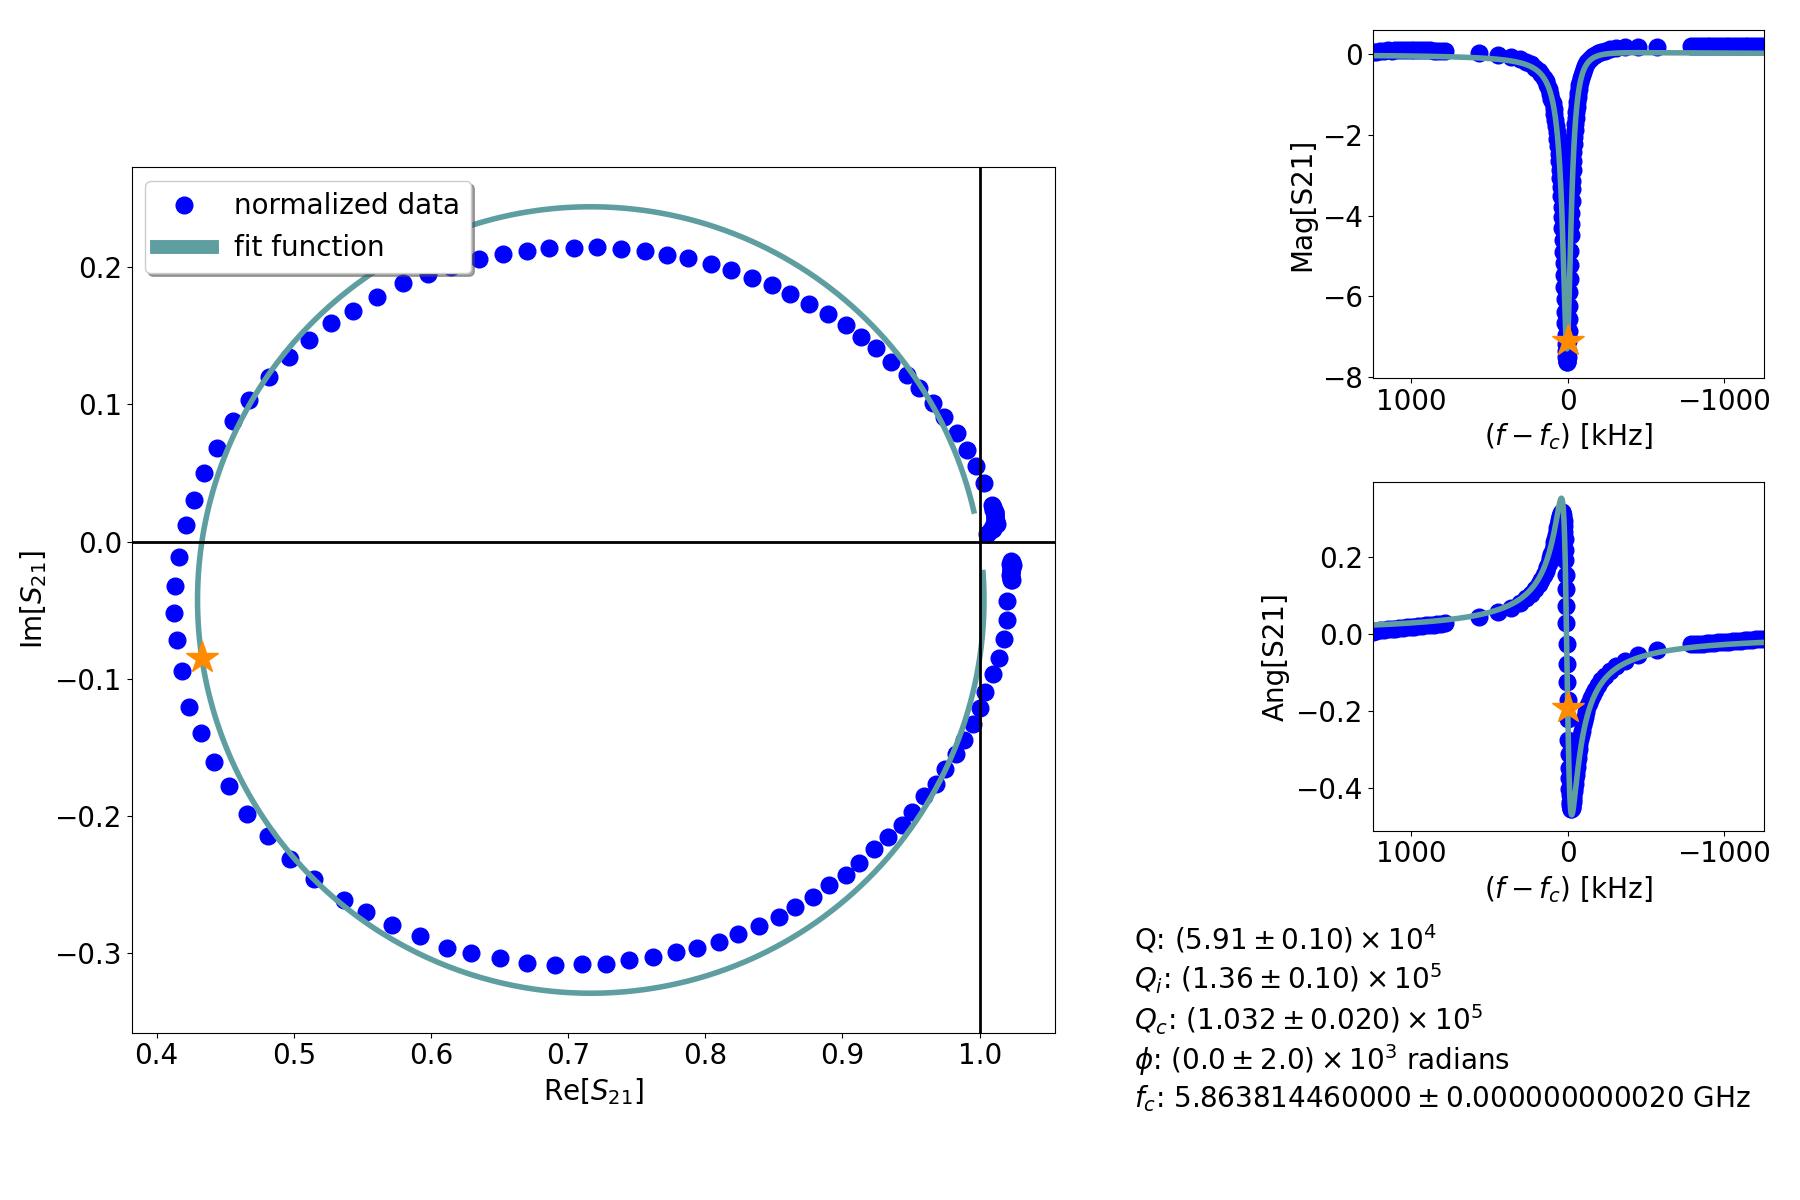 normalized data
fit function
0.2
0.1
0.0
−0.1
−0.2
−0.3
Im[S21]
0.4 0.5 0.6 0.7 0.8 0.9 1.0
Re[S21]
0
−2
−4
−6
−8
Mag[S21]
1000 0 −1000
(f − fc) [kHz]
0.2
0.0
−0.2
−0.4
Ang[S21]
1000 0 −1000
(f − fc) [kHz]
Q: (5.91 ± 0.10) × 10^4
Qi: (1.36 ± 0.10) × 10^5
Qc: (1.032 ± 0.020) × 10^5
ϕ: (0.0 ± 2.0) × 10^3 radians
fc: 5.863814460000 ± 0.000000000020 GHz